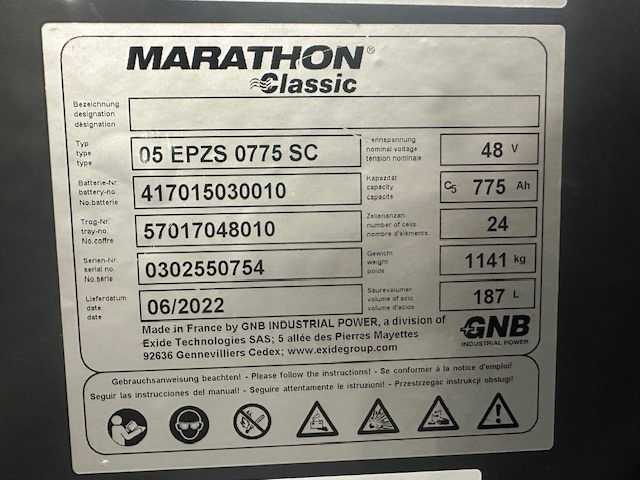 MARATHON®
Classic
Bezeichnung
designation
désignation
Typ
type
type
05 EPZS 0775 SC
nennspannung
nominal voltage
tension nominale
48 V
Batterie-Nr.
battery-no.
No.batterie
417015030010
Kapazität
capacity
capacite
C5 775 Ah
Trog-Nr.
tray-no.
No.coffre
57017048010
Zellenanzahl
number of cells
nombre d'éléments
24
Serien-Nr.
serial no.
No.série
0302550754
Gewicht
weight
poids
1141 kg
Lieferdatum
date
date
06/2022
Säurevolumen
volume of acid
volume d'acide
187 L
Made in France by GNB INDUSTRIAL POWER, a division of
Exide Technologies SAS; 5 allée des Pierres Mayettes
92636 Gennevilliers Cedex; www.exidegroup.com
GNB
INDUSTRIAL POWER
Gebrauchsanweisung beachten! - Please follow the instructions! - Se conformer à la notice d'emploi!
Seguir las instrucciones del manual! - Seguire attentamente le istruzioni! - Przestrzegac instrukcji obslugi!